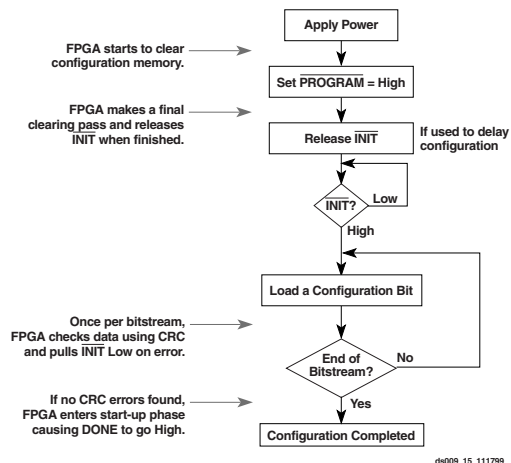 Apply Power
FPGA starts to clear
configuration memory.
Set PROGRAM = High
FPGA makes a final
clearing pass and releases
INIT when finished.
Release INIT
If used to delay
configuration
INIT?
Low
High
Load a Configuration Bit
Once per bitstream,
FPGA checks data using CRC
and pulls INIT Low on error.
End of
Bitstream?
No
Yes
If no CRC errors found,
FPGA enters start-up phase
causing DONE to go High.
Configuration Completed
ds009_15_111799